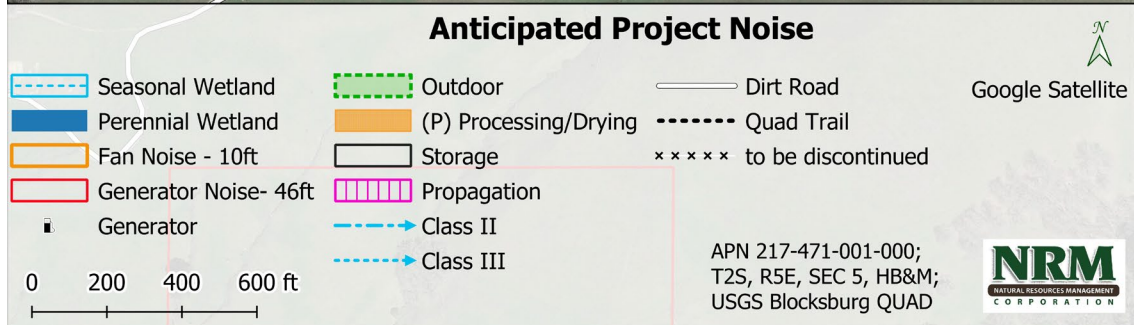 Anticipated Project Noise
N
Google Satellite
Seasonal Wetland
Perennial Wetland
Fan Noise - 10ft
Generator Noise- 46ft
Generator
Outdoor
(P) Processing/Drying
Storage
Propagation
Class II
Class III
Dirt Road
Quad Trail
to be discontinued
0 200 400 600 ft
APN 217-471-001-000;
T2S, R5E, SEC 5, HB&M;
USGS Blocksburg QUAD
NRM
NATURAL RESOURCES MANAGEMENT
CORPORATION